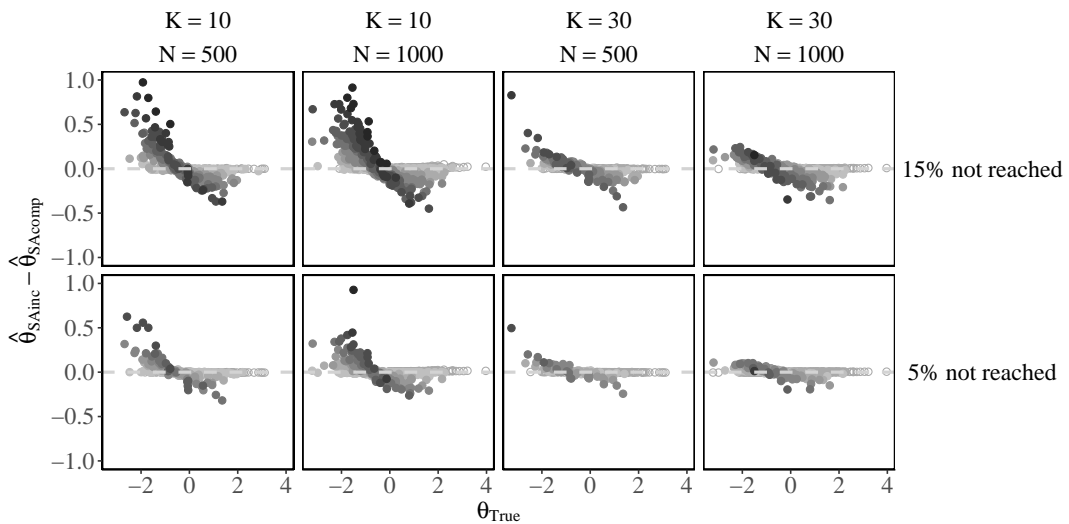 K = 10 K = 10 K = 30 K = 30
N = 500 N = 1000 N = 500 N = 1000
1.0
0.5
0.0
−0.5
−1.0
15% not reached
θ̂SAinc − θ̂SAcomp
1.0
0.5
0.0
−0.5
−1.0
5% not reached
−2 0 2 4 −2 0 2 4 −2 0 2 4 −2 0 2 4
θTrue